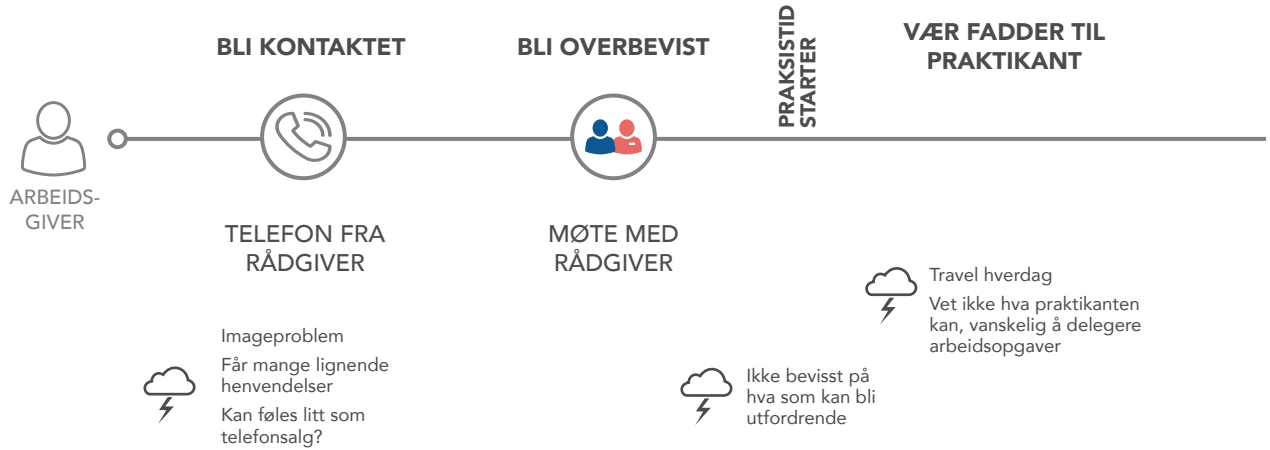 BLI KONTAKTET
BLI OVERBEVIST
PRAKSISTID
STARTER
VÆR FADDER TIL
PRAKTIKANT
ARBEIDS-
GIVER
TELEFON FRA
RÅDGIVER
MØTE MED
RÅDGIVER
Imageproblem
Får mange lignende
henvendelser
Kan føles litt som
telefonsalg?
Ikke bevisst på
hva som kan bli
utfordrende
Travel hverdag
Vet ikke hva praktikanten
kan, vanskelig å delegere
arbeidsopgaver